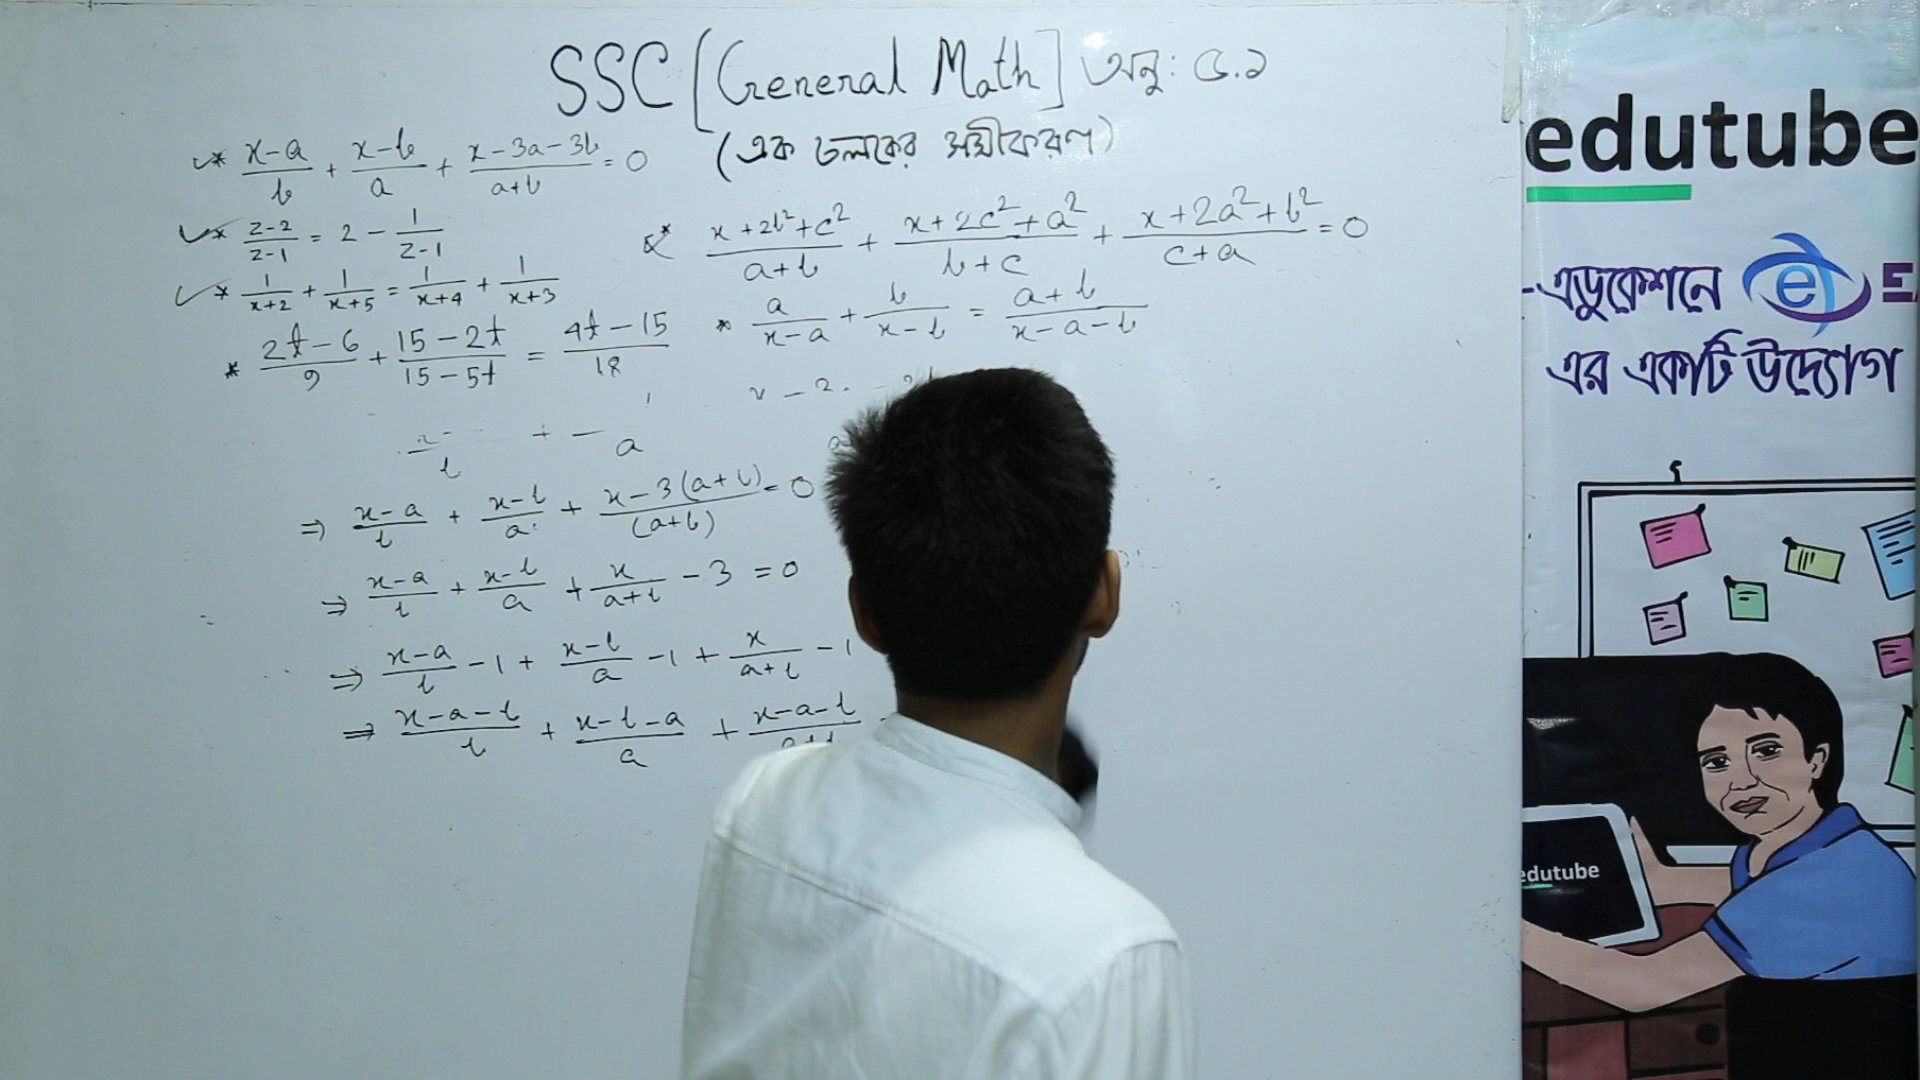 SSC [General Math] অনু: ৫.১
(এক চলকের সমীকরণ)
* (x-a)/b + (x-b)/a + (x-3a-3b)/(a+b) = 0
* (z-2)/(z-1) = 2 - 1/(z-1)
* 1/(x+2) + 1/(x+5) = 1/(x+4) + 1/(x+3)
* (2t-6)/9 + (15-2t)/(15-5t) = (4t-15)/18
* (x+2b²+c²)/(a+b) + (x+2c²+a²)/(b+c) + (x+2a²+b²)/(c+a) = 0
* a/(x-a) + b/(x-b) = (a+b)/(x-a-b)
⇒ (x-a)/b + (x-b)/a + (x-3(a+b))/(a+b) = 0
⇒ (x-a)/b + (x-b)/a + x/(a+b) - 3 = 0
⇒ (x-a)/b - 1 + (x-b)/a - 1 + x/(a+b) - 1
⇒ (x-a-b)/b + (x-b-a)/a + (x-a-b)/(a+b)
edutube
-এডুকেশনে e
এর একটি উদ্যোগ
edutube